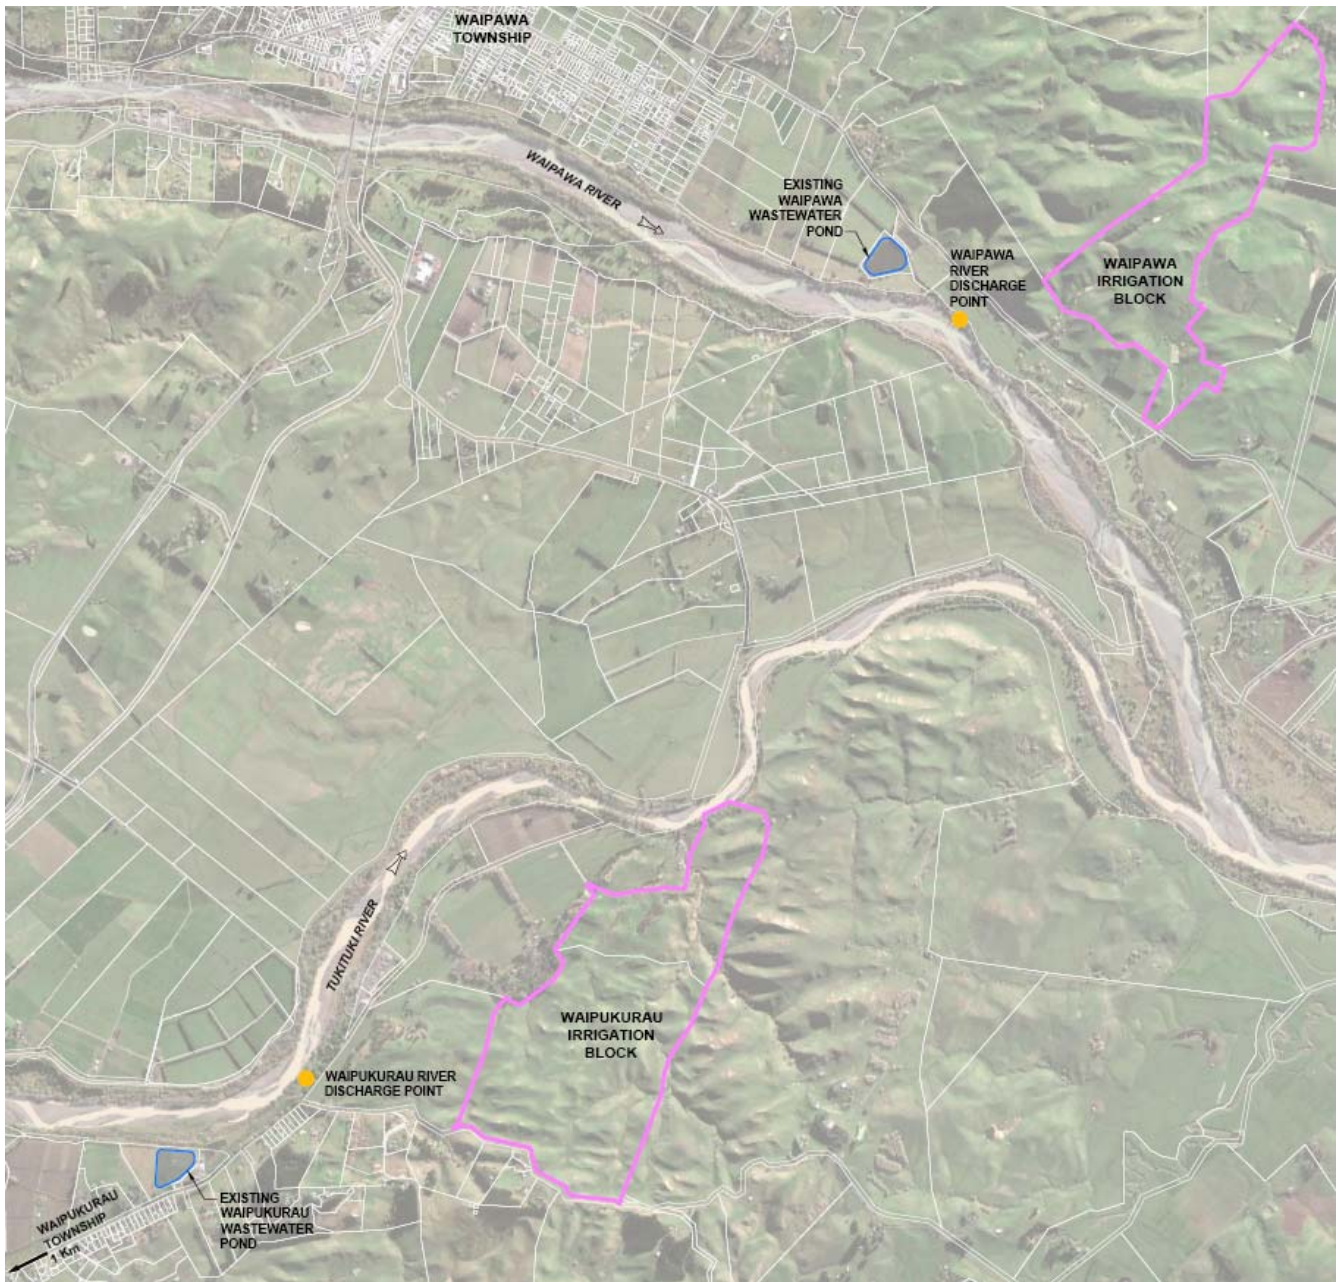 WAIPAWA
TOWNSHIP
WAIPAWA RIVER
EXISTING
WAIPAWA
WASTEWATER
POND
WAIPAWA
RIVER
DISCHARGE
POINT
WAIPAWA
IRRIGATION
BLOCK
TUKITUKI RIVER
WAIPUKURAU
IRRIGATION
BLOCK
WAIPUKURAU RIVER
DISCHARGE POINT
EXISTING
WAIPUKURAU
WASTEWATER
POND
WAIPUKURAU
TOWNSHIP
1 Km